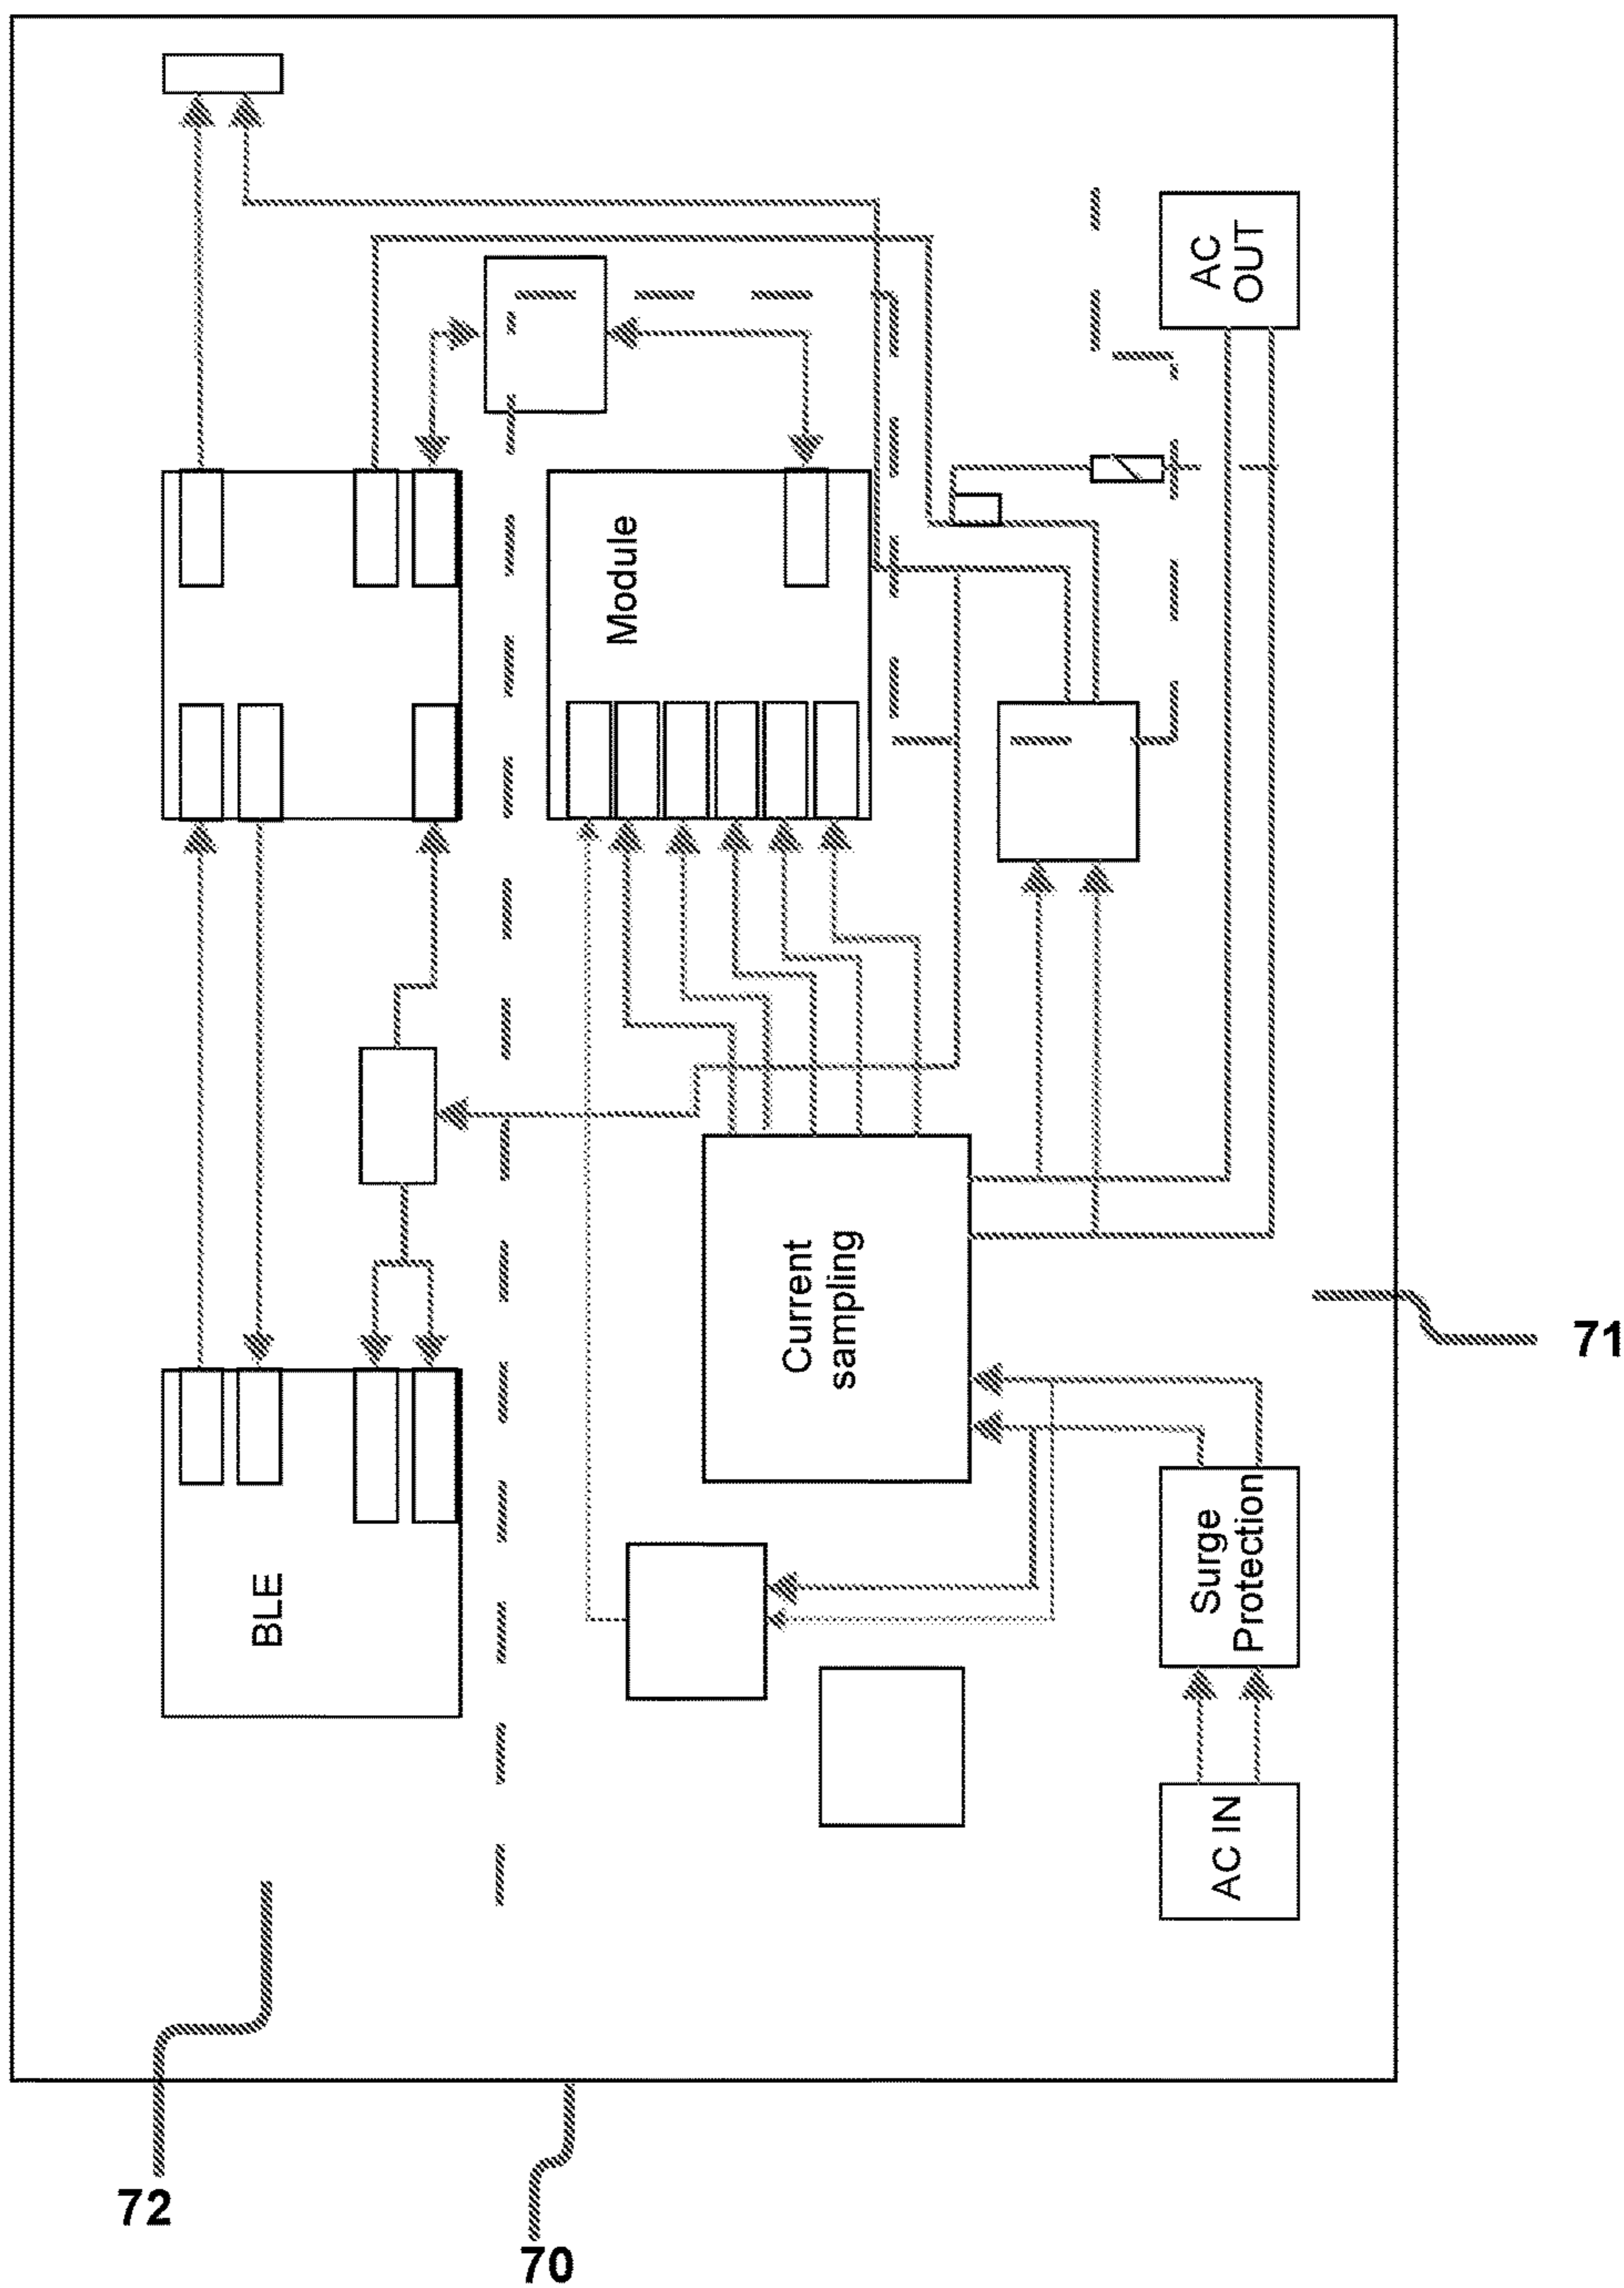 AC
OUT
Module
Current
sampling
71
BLE
Surge
Protection
AC IN
72
70